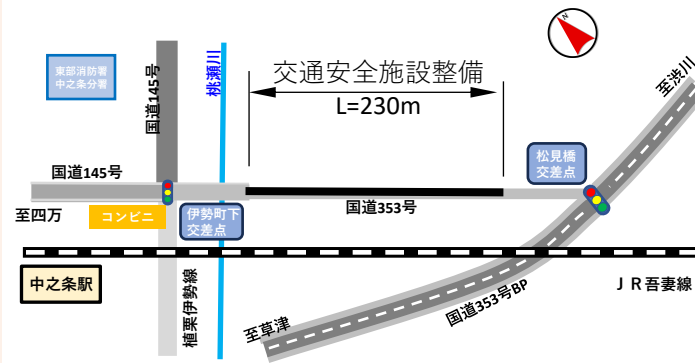 N
東部消防署
中之条分署
国道145号
桃瀬川
交通安全施設整備
L=230m
至渋川
国道145号
松見橋
交差点
至四万
コンビニ
伊勢町下
交差点
国道353号
中之条駅
植栗伊勢線
至草津
国道353号BP
ＪＲ吾妻線